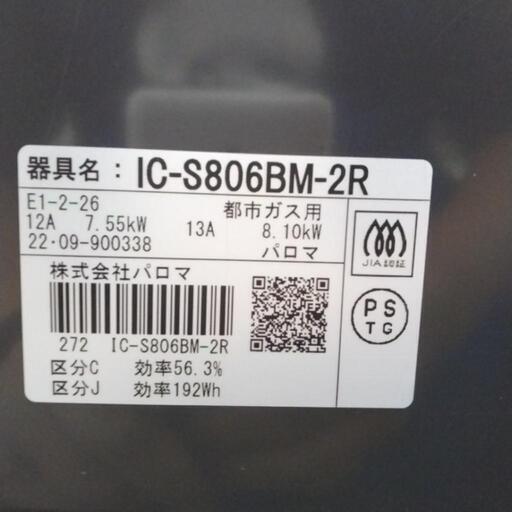 器具名：IC-S806BM-2R
E1-2-26 都市ガス用
12A 7.55kW 13A 8.10kW
22･09-900338 パロマ
株式会社パロマ
272 IC-S806BM-2R
区分C 効率56.3%
区分J 効率192Wh
JIA認証
PS
TG